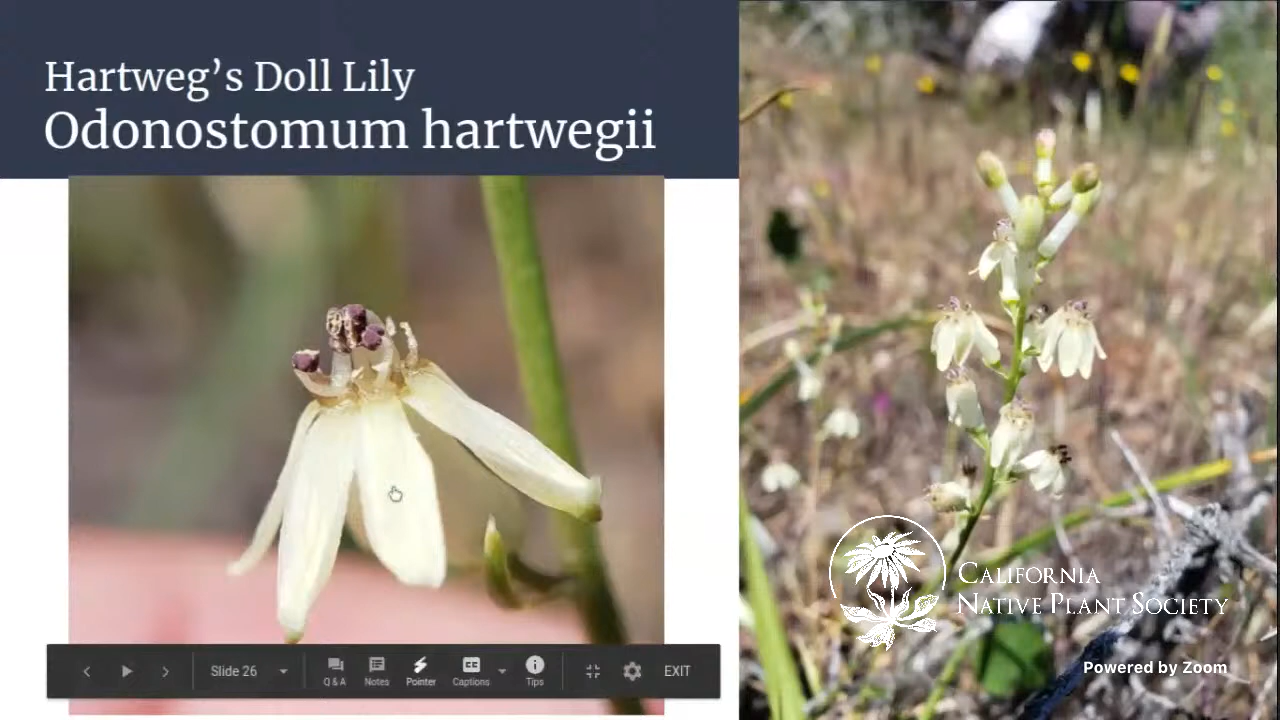 Hartweg's Doll Lily
Odonostomum hartwegii
Slide 26
Q & A
Notes
Pointer
Captions
Tips
EXIT
California
Native Plant Society
Powered by Zoom